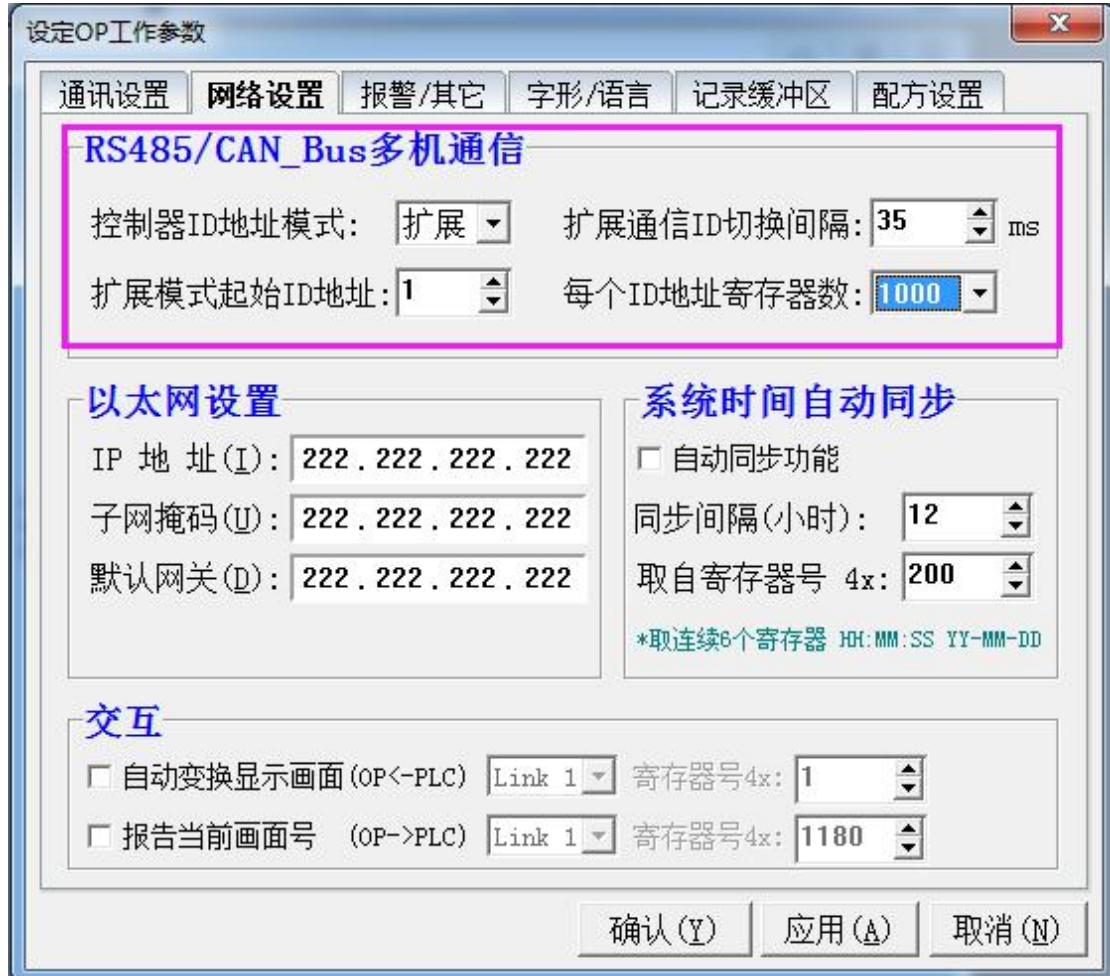 设定OP工作参数
通讯设置 网络设置 报警/其它 字形/语言 记录缓冲区 配方设置
RS485/CAN_Bus多机通信
控制器ID地址模式: 扩展 扩展通信ID切换间隔: 35 ms
扩展模式起始ID地址: 1 每个ID地址寄存器数: 1000
以太网设置
IP 地 址(I): 222 . 222 . 222 . 222
子网掩码(U): 222 . 222 . 222 . 222
默认网关(D): 222 . 222 . 222 . 222
系统时间自动同步
自动同步功能
同步间隔(小时): 12
取自寄存器号 4x: 200
*取连续6个寄存器 HH:MM:SS YY-MM-DD
交互
自动变换显示画面(OP<-PLC) Link 1 寄存器号4x: 1
报告当前画面号 (OP->PLC) Link 1 寄存器号4x: 1180
确认(Y) 应用(A) 取消(N)